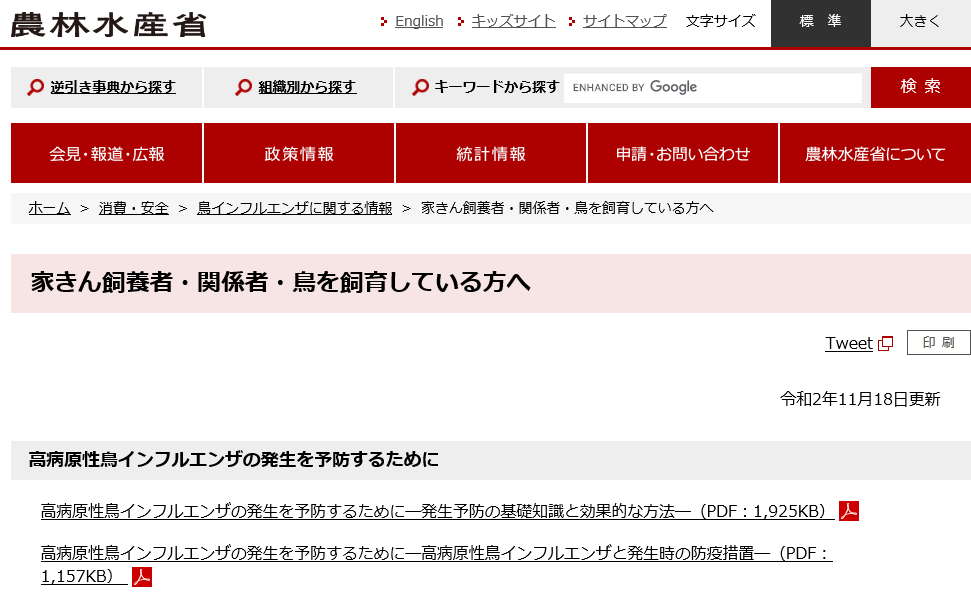 農林水産省
English キッズサイト サイトマップ 文字サイズ 標準 大きく
逆引き事典から探す 組織別から探す キーワードから探す ENHANCED BY Google 検索
会見・報道・広報 政策情報 統計情報 申請・お問い合わせ 農林水産省について
ホーム > 消費・安全 > 鳥インフルエンザに関する情報 > 家きん飼養者・関係者・鳥を飼育している方へ
家きん飼養者・関係者・鳥を飼育している方へ
Tweet 印刷
令和2年11月18日更新
高病原性鳥インフルエンザの発生を予防するために
高病原性鳥インフルエンザの発生を予防するために―発生予防の基礎知識と効果的な方法―（PDF：1,925KB）
高病原性鳥インフルエンザの発生を予防するために―高病原性鳥インフルエンザと発生時の防疫措置―（PDF：
1,157KB）